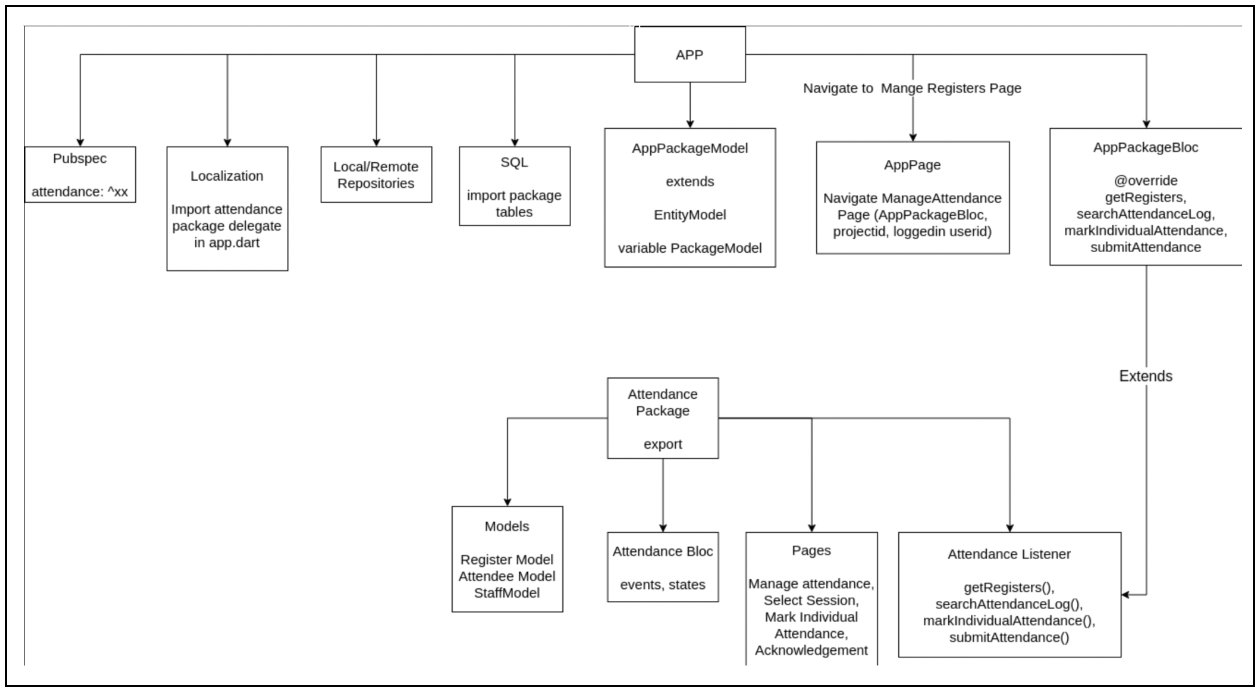 APP
Navigate to Mange Registers Page
Pubspec
attendance: ^xx
Localization
Import attendance
package delegate
in app.dart
Local/Remote
Repositories
SQL
import package
tables
AppPackageModel
extends
EntityModel
variable PackageModel
AppPage
Navigate ManageAttendance
Page (AppPackageBloc,
projectid, loggedin userid)
AppPackageBloc
@override
getRegisters,
searchAttendanceLog,
markIndividualAttendance,
submitAttendance
Extends
Attendance
Package
export
Models
Register Model
Attendee Model
StaffModel
Attendance Bloc
events, states
Pages
Manage attendance,
Select Session,
Mark Individual
Attendance,
Acknowledgement
Attendance Listener
getRegisters(),
searchAttendanceLog(),
markIndividualAttendance(),
submitAttendance()